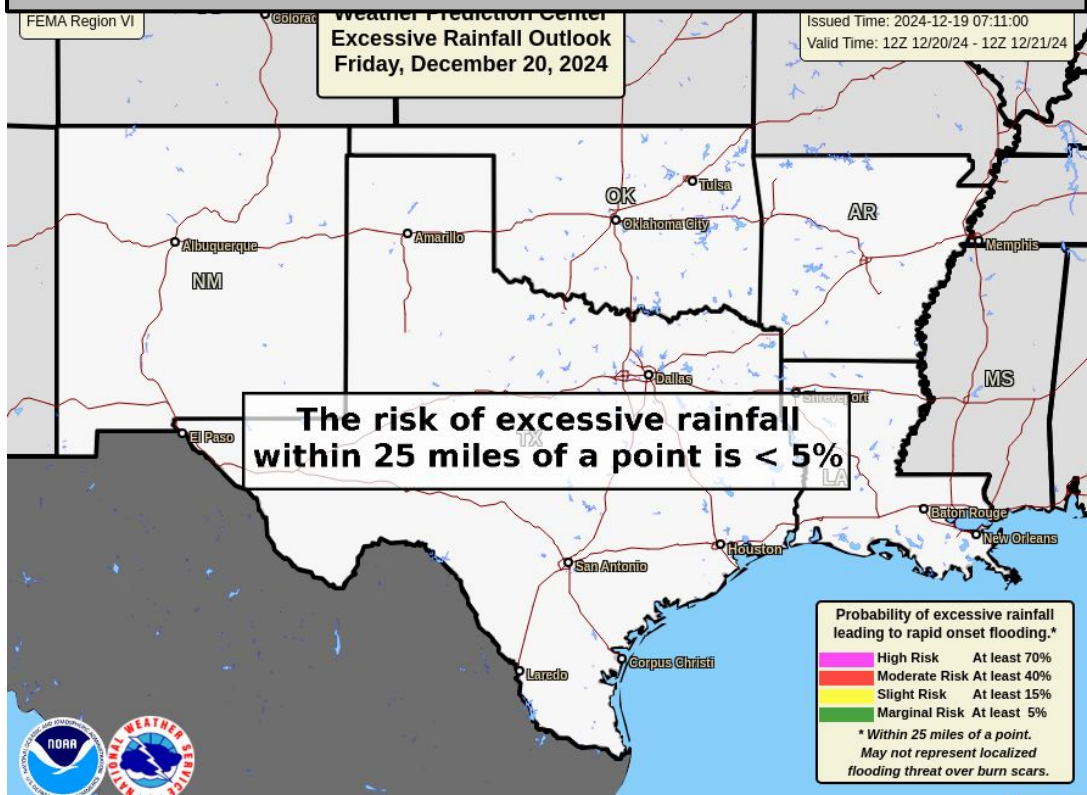 FEMA Region VI
Weather Prediction Center
Excessive Rainfall Outlook
Friday, December 20, 2024
Issued Time: 2024-12-19 07:11:00
Valid Time: 12Z 12/20/24 - 12Z 12/21/24
Tulsa
OK
Oklahoma City
AR
Albuquerque
Amarillo
Memphis
NM
Dallas
MS
Shreveport
The risk of excessive rainfall
within 25 miles of a point is < 5%
El Paso
TX
LA
Baton Rouge
New Orleans
Houston
San Antonio
Corpus Christi
Laredo
Probability of excessive rainfall
leading to rapid onset flooding.*
High Risk At least 70%
Moderate Risk At least 40%
Slight Risk At least 15%
Marginal Risk At least 5%
* Within 25 miles of a point.
May not represent localized
flooding threat over burn scars.
NOAA
NATIONAL WEATHER SERVICE